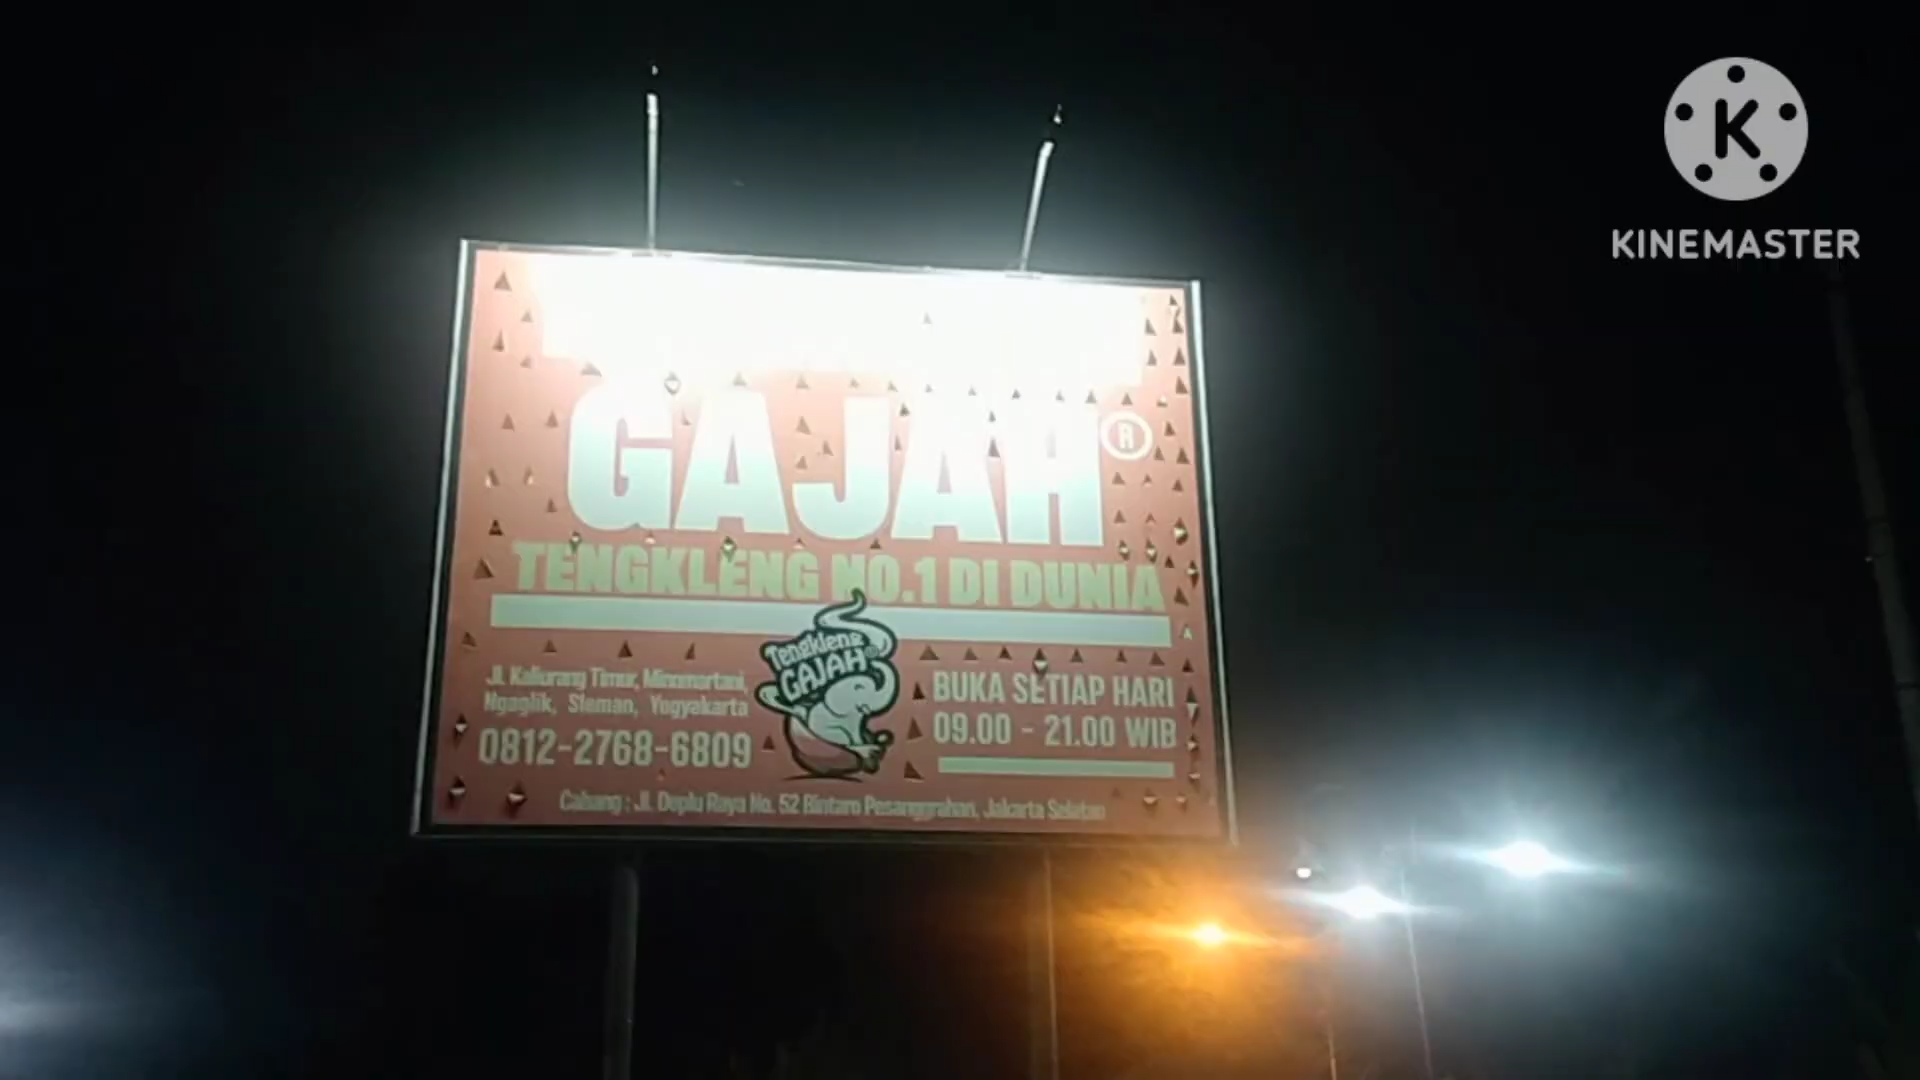 K
KINEMASTER
GAJAH®
TENGKLENG NO.1 DI DUNIA
Tengkleng
GAJAH®
Jl. Kaliurang Timur, Minomartani,
Ngaglik, Sleman, Yogyakarta
0812-2768-6809
BUKA SETIAP HARI
09.00 - 21.00 WIB
Cabang : Jl. Deplu Raya No. 52 Bintaro Pesanggrahan, Jakarta Selatan